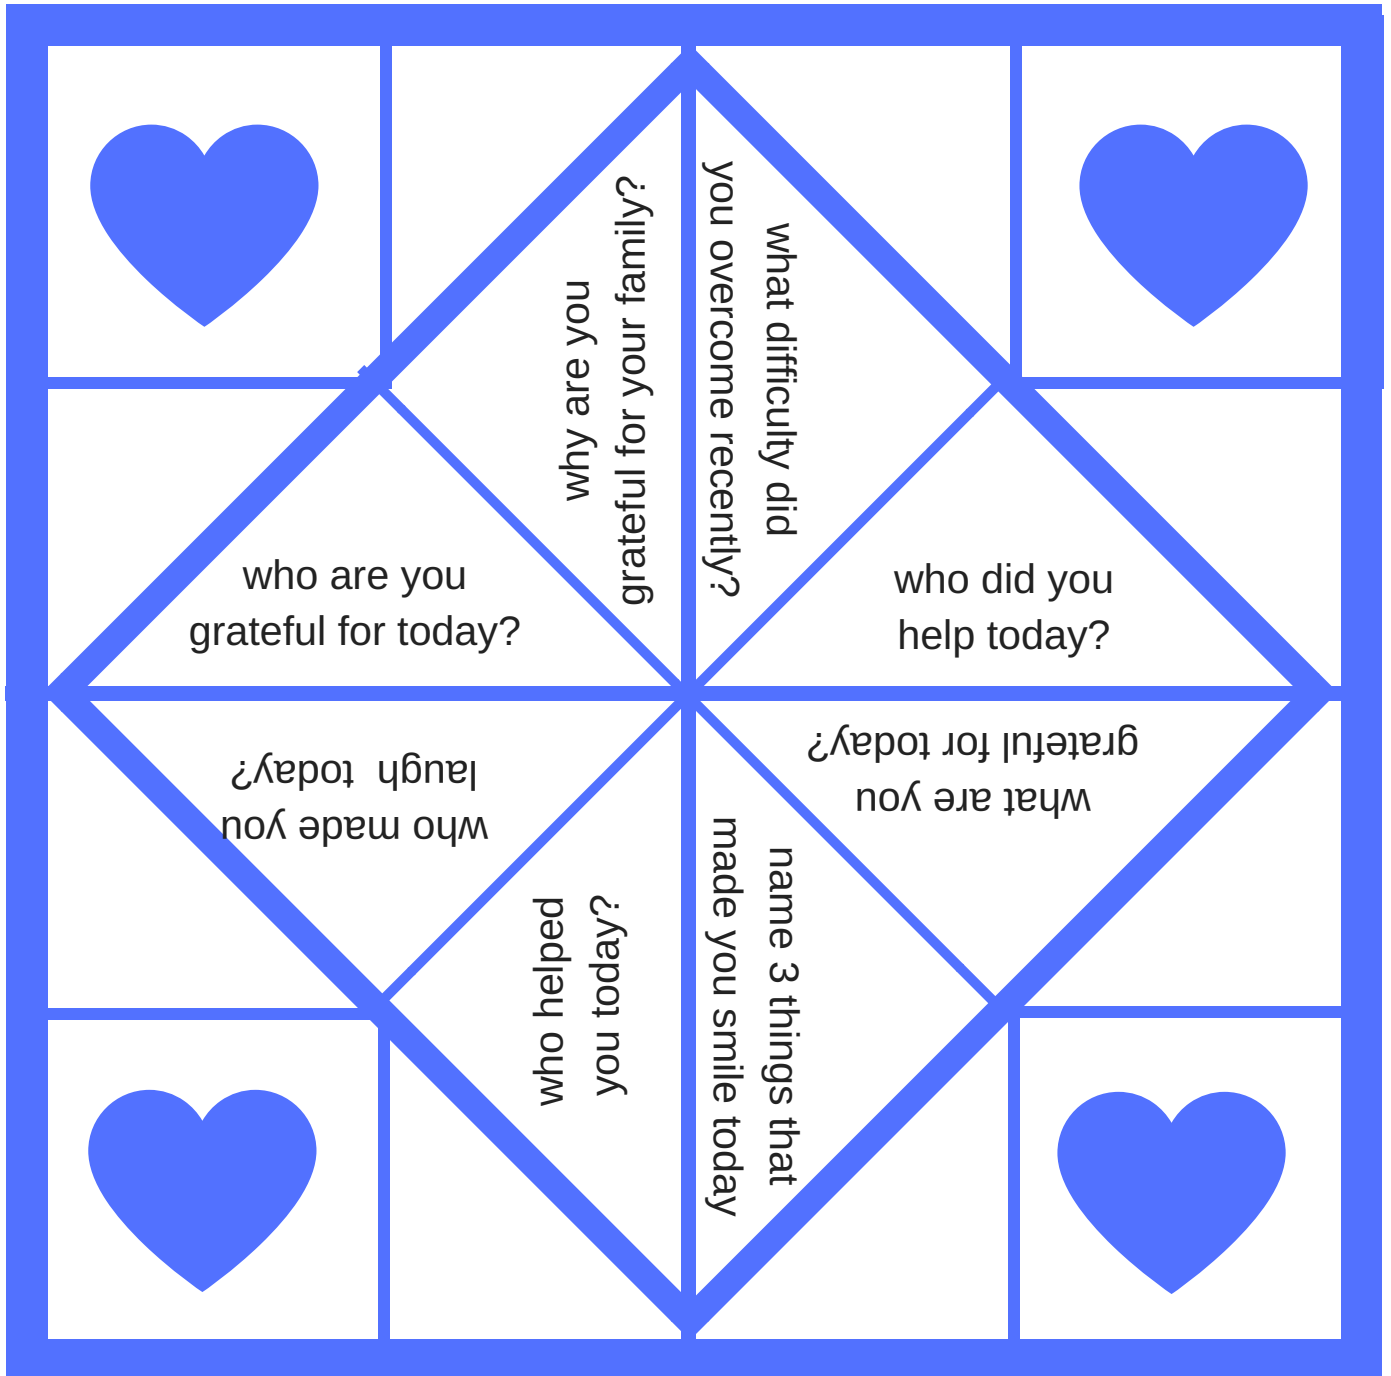 why are you
grateful for your family?
what difficulty did
you overcome recently?
who are you
grateful for today?
who did you
help today?
who made you
laugh  today?
what are you
grateful for today?
who helped
you today?
name 3 things that
made you smile today